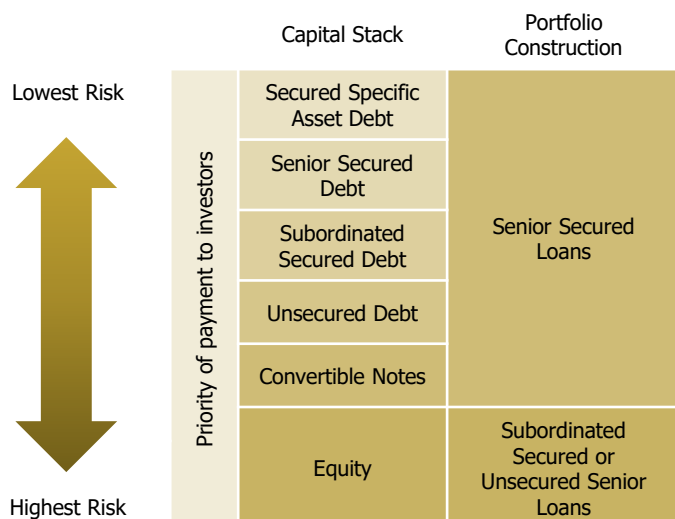 Capital Stack
Portfolio
Construction
Lowest Risk
Highest Risk
Priority of payment to investors
Secured Specific
Asset Debt
Senior Secured
Debt
Subordinated
Secured Debt
Unsecured Debt
Convertible Notes
Equity
Senior Secured
Loans
Subordinated
Secured or
Unsecured Senior
Loans